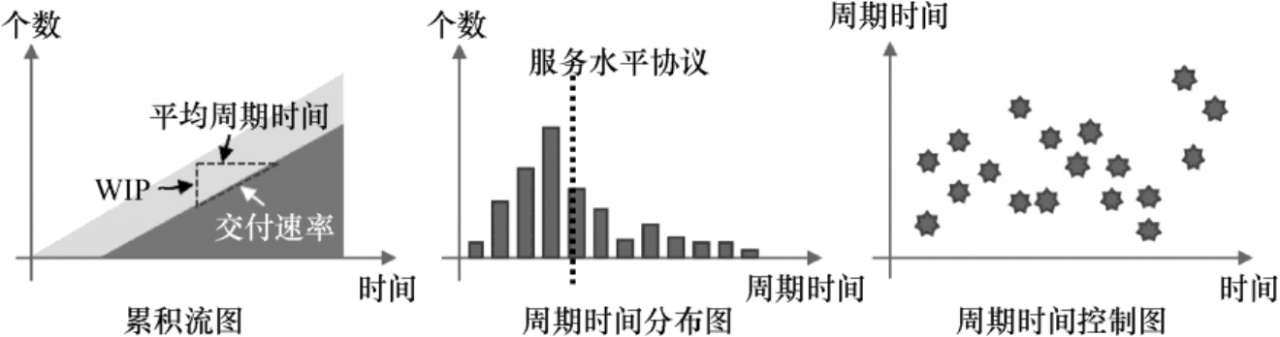 个数
平均周期时间
WIP
交付速率
时间
累积流图
个数
服务水平协议
周期时间
周期时间分布图
周期时间
时间
周期时间控制图